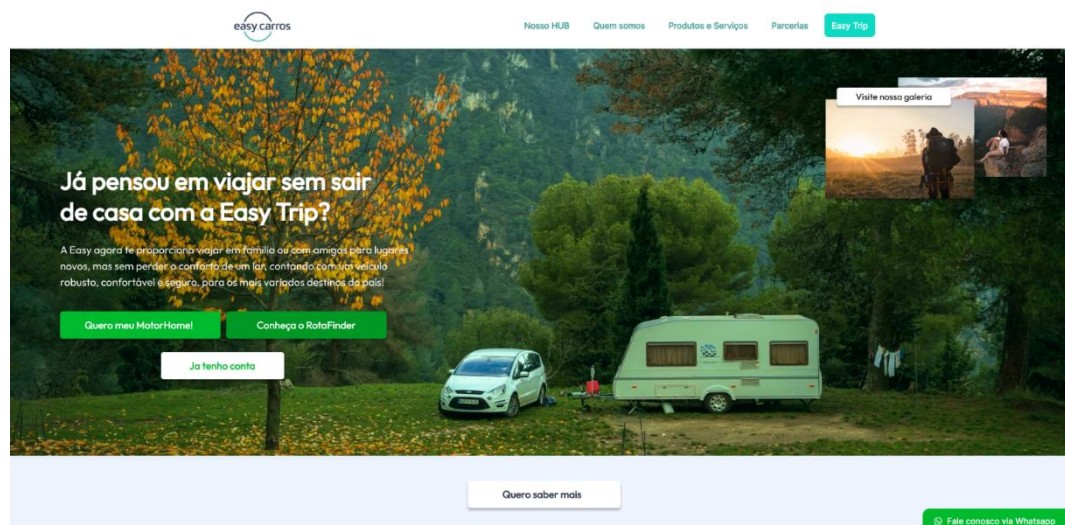 easy carros
Nosso HUB
Quem somos
Produtos e Serviços
Parcerias
Easy Trip
Visite nossa galeria
Já pensou em viajar sem sair
de casa com a Easy Trip?
A Easy agora te proporciona viajar em família ou com amigos para lugares
novos, mas sem perder o conforto de um lar, contando com um veículo
robusto, confortável e seguro, para os mais variados destinos do país!
Quero meu MotorHome!
Conheça o RotaFinder
Ja tenho conta
Quero saber mais
Fale conosco via Whatsapp